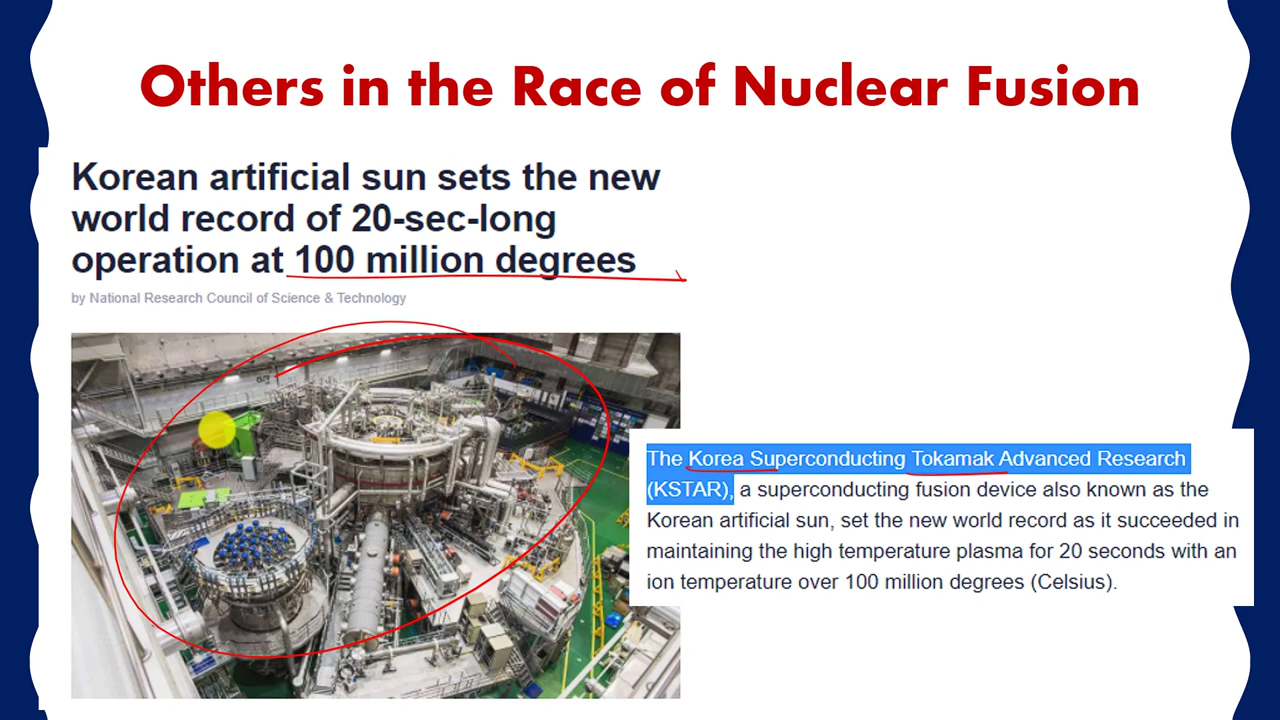 Others in the Race of Nuclear Fusion
Korean artificial sun sets the new
world record of 20-sec-long
operation at 100 million degrees
by National Research Council of Science & Technology
The Korea Superconducting Tokamak Advanced Research
(KSTAR), a superconducting fusion device also known as the
Korean artificial sun, set the new world record as it succeeded in
maintaining the high temperature plasma for 20 seconds with an
ion temperature over 100 million degrees (Celsius).